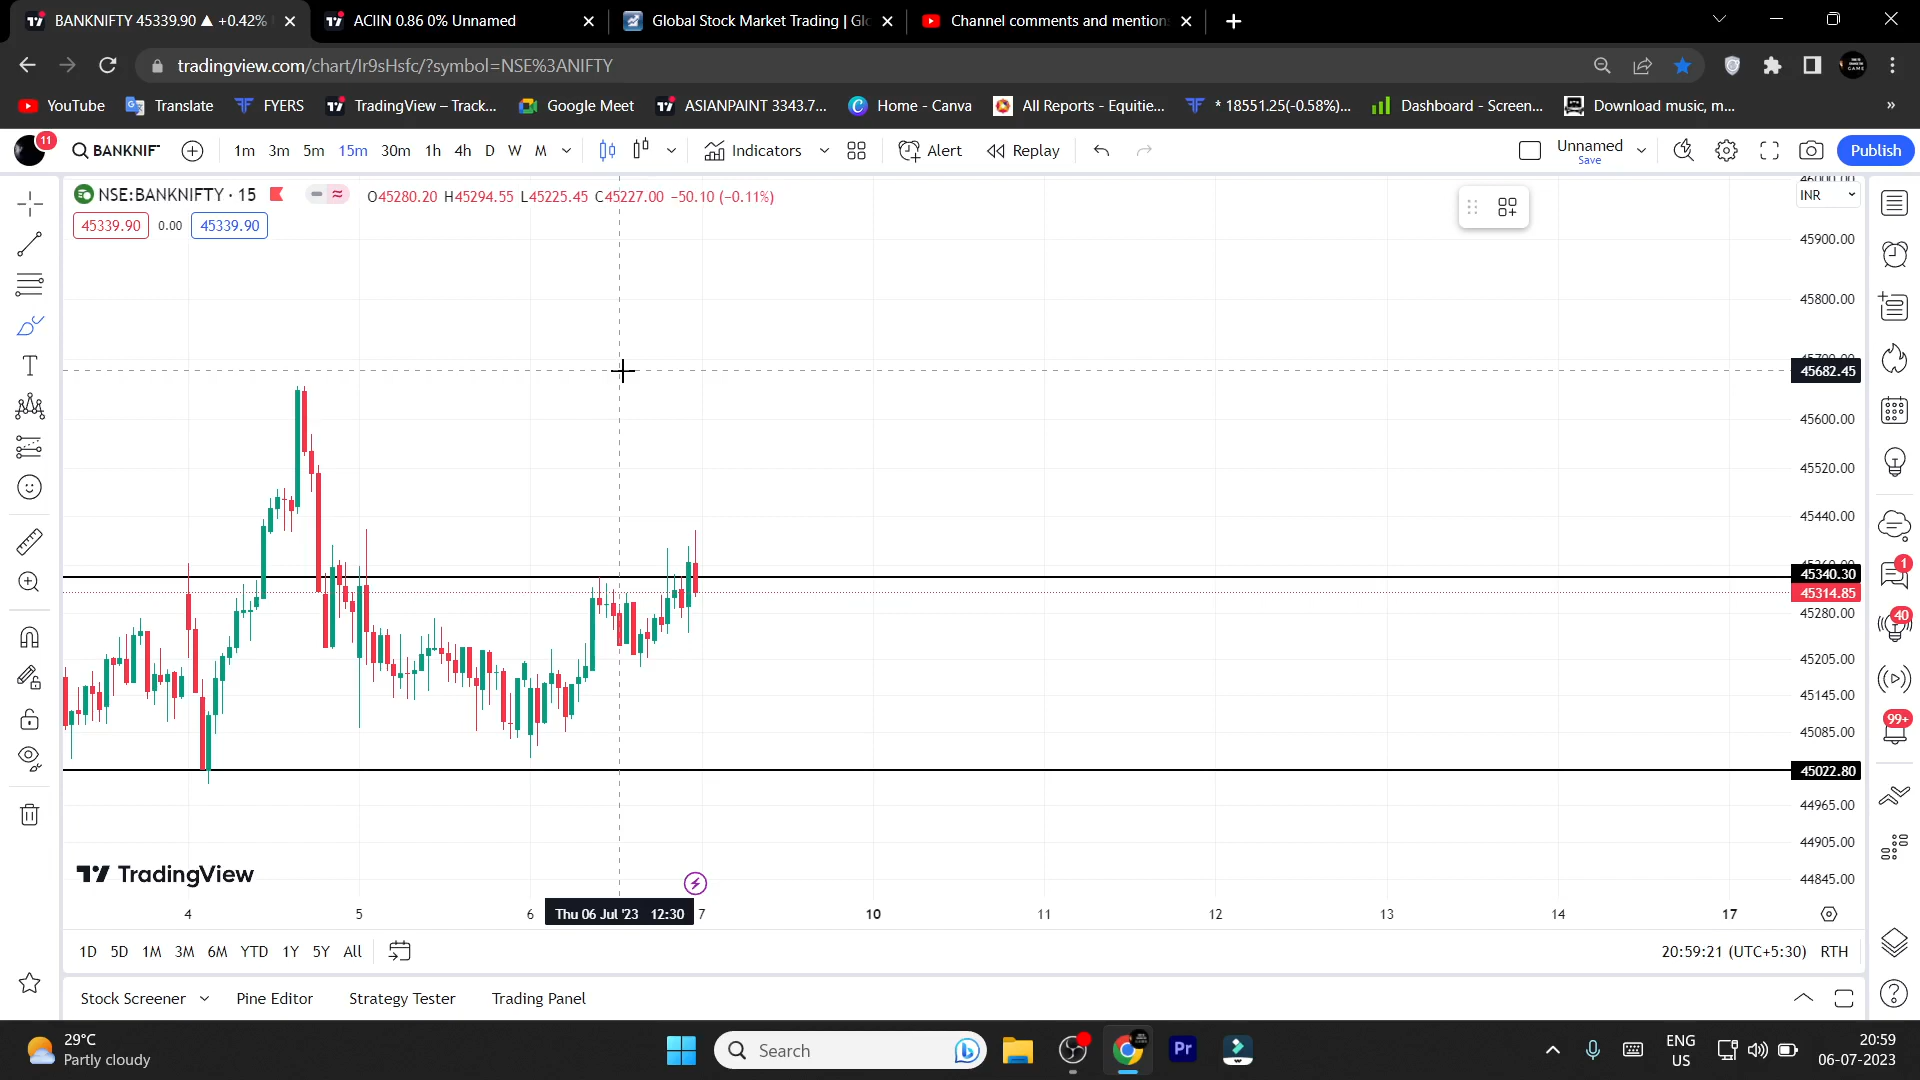 BANKNIFTY 45339.90 ▲ +0.42%
ACIIN 0.86 0% Unnamed
Global Stock Market Trading | Glo
Channel comments and mention
tradingview.com/chart/Ir9sHsfc/?symbol=NSE%3ANIFTY
YouTube
Translate
FYERS
TradingView – Track...
Google Meet
ASIANPAINT 3343.7...
Home - Canva
All Reports - Equitie...
* 18551.25(-0.58%)...
Dashboard - Screen...
Download music, m...
»
11
BANKNIF
1m 3m 5m 15m 30m 1h 4h D W M
Indicators
Alert
Replay
Unnamed
Save
Publish
NSE:BANKNIFTY · 15
O45280.20 H45294.55 L45225.45 C45227.00 −50.10 (−0.11%)
45339.90 0.00 45339.90
INR
45900.00
45800.00
45682.45
45600.00
45520.00
45440.00
45340.30
45314.85
45280.00
45205.00
45145.00
45085.00
45022.80
44965.00
44905.00
44845.00
1
40
99+
TradingView
4 5 6 Thu 06 Jul '23 12:30 7 10 11 12 13 14 17
1D 5D 1M 3M 6M YTD 1Y 5Y All
20:59:21 (UTC+5:30) RTH
Stock Screener Pine Editor Strategy Tester Trading Panel
29°C
Partly cloudy
Search
Pr
ENG
US
20:59
06-07-2023